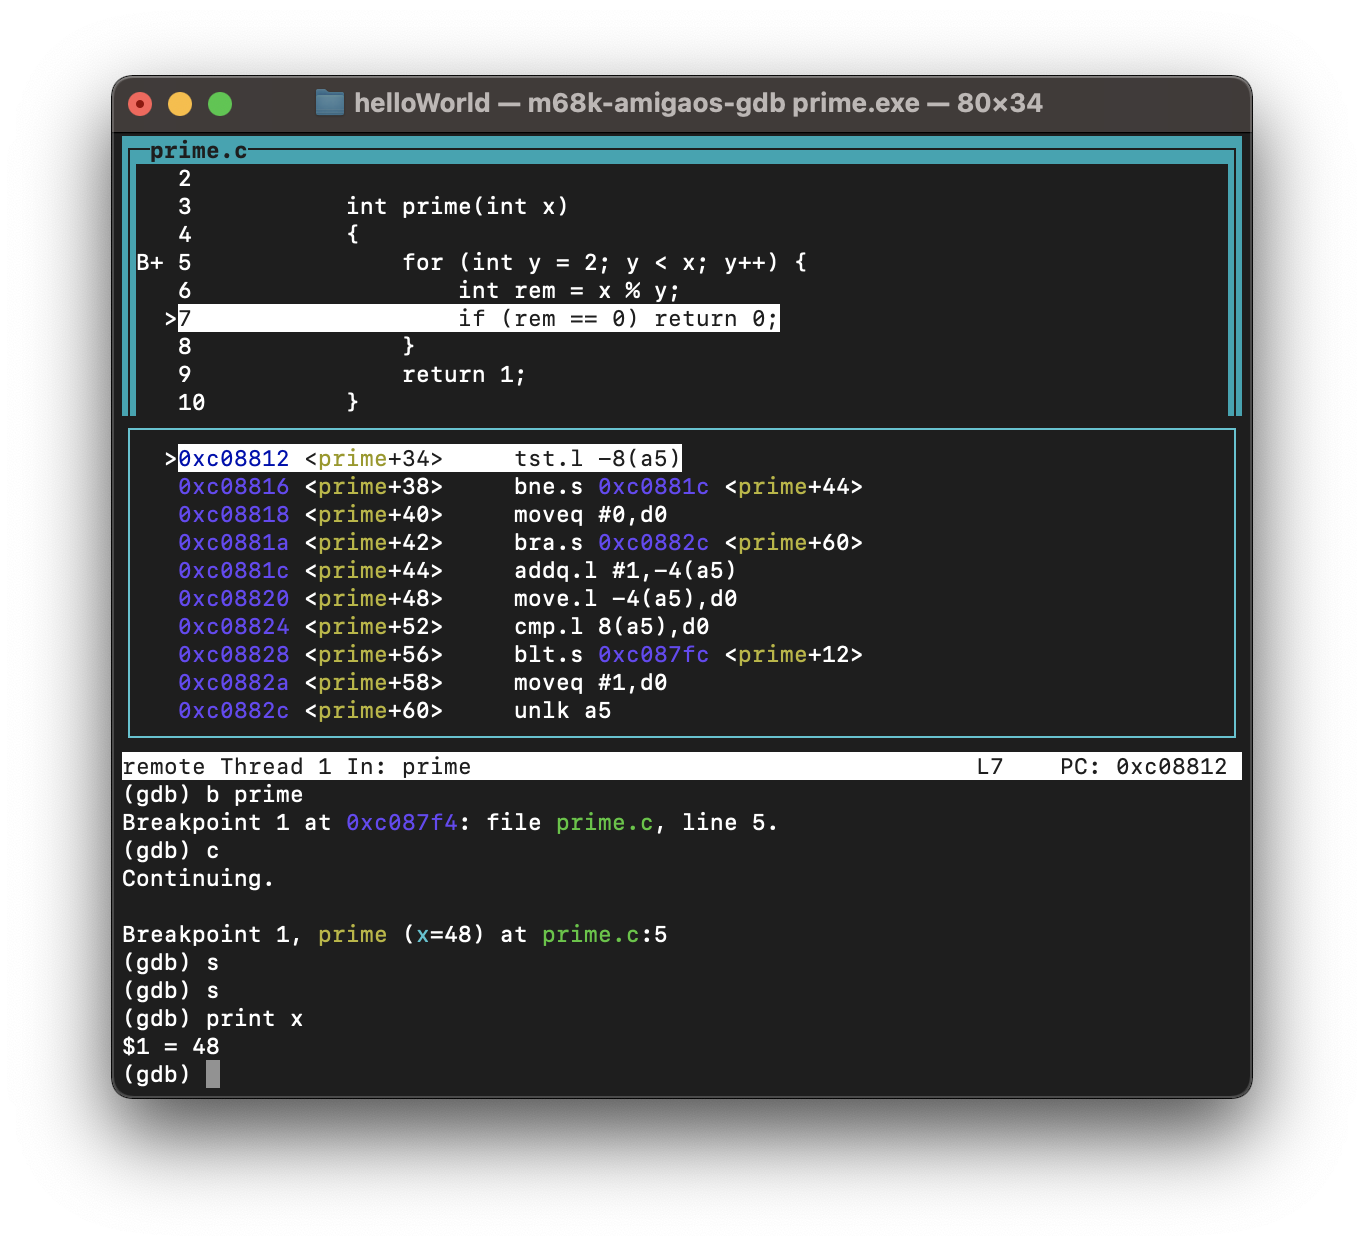 helloWorld — m68k-amigaos-gdb prime.exe — 80×34
prime.c
2
3 int prime(int x)
4 {
B+ 5 for (int y = 2; y < x; y++) {
6 int rem = x % y;
>7 if (rem == 0) return 0;
8 }
9 return 1;
10 }
>0xc08812 <prime+34> tst.l -8(a5)
0xc08816 <prime+38> bne.s 0xc0881c <prime+44>
0xc08818 <prime+40> moveq #0,d0
0xc0881a <prime+42> bra.s 0xc0882c <prime+60>
0xc0881c <prime+44> addq.l #1,-4(a5)
0xc08820 <prime+48> move.l -4(a5),d0
0xc08824 <prime+52> cmp.l 8(a5),d0
0xc08828 <prime+56> blt.s 0xc087fc <prime+12>
0xc0882a <prime+58> moveq #1,d0
0xc0882c <prime+60> unlk a5
remote Thread 1 In: prime L7 PC: 0xc08812
(gdb) b prime
Breakpoint 1 at 0xc087f4: file prime.c, line 5.
(gdb) c
Continuing.
Breakpoint 1, prime (x=48) at prime.c:5
(gdb) s
(gdb) s
(gdb) print x
$1 = 48
(gdb)